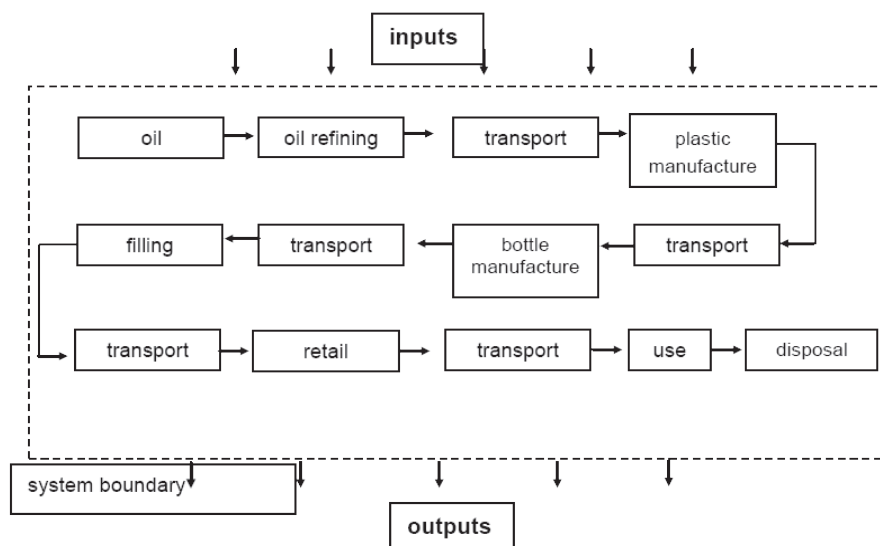 inputs
oil
oil refining
transport
plastic
manufacture
transport
bottle
manufacture
transport
filling
transport
retail
transport
use
disposal
system boundary
outputs